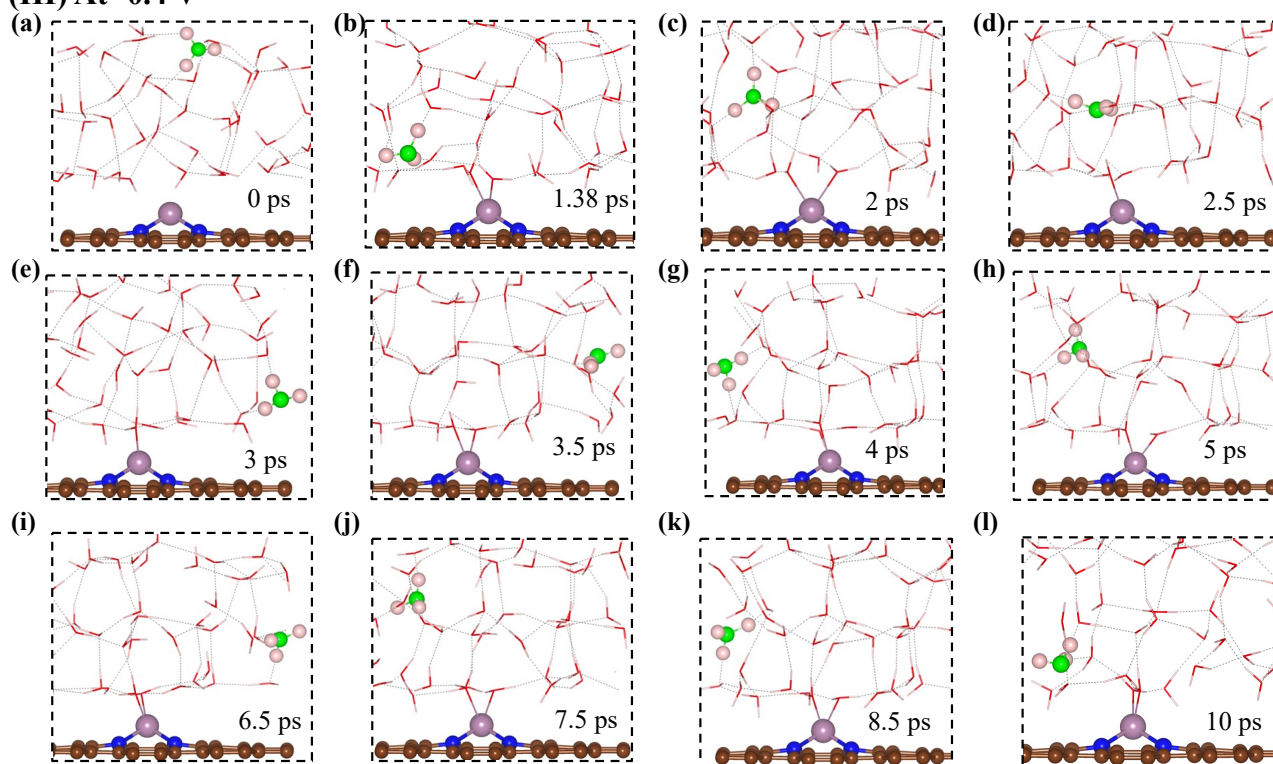 (III) At -0.4 V
(a) (b) (c) (d)
0 ps 1.38 ps 2 ps 2.5 ps
(e) (f) (g) (h)
3 ps 3.5 ps 4 ps 5 ps
(i) (j) (k) (l)
6.5 ps 7.5 ps 8.5 ps 10 ps